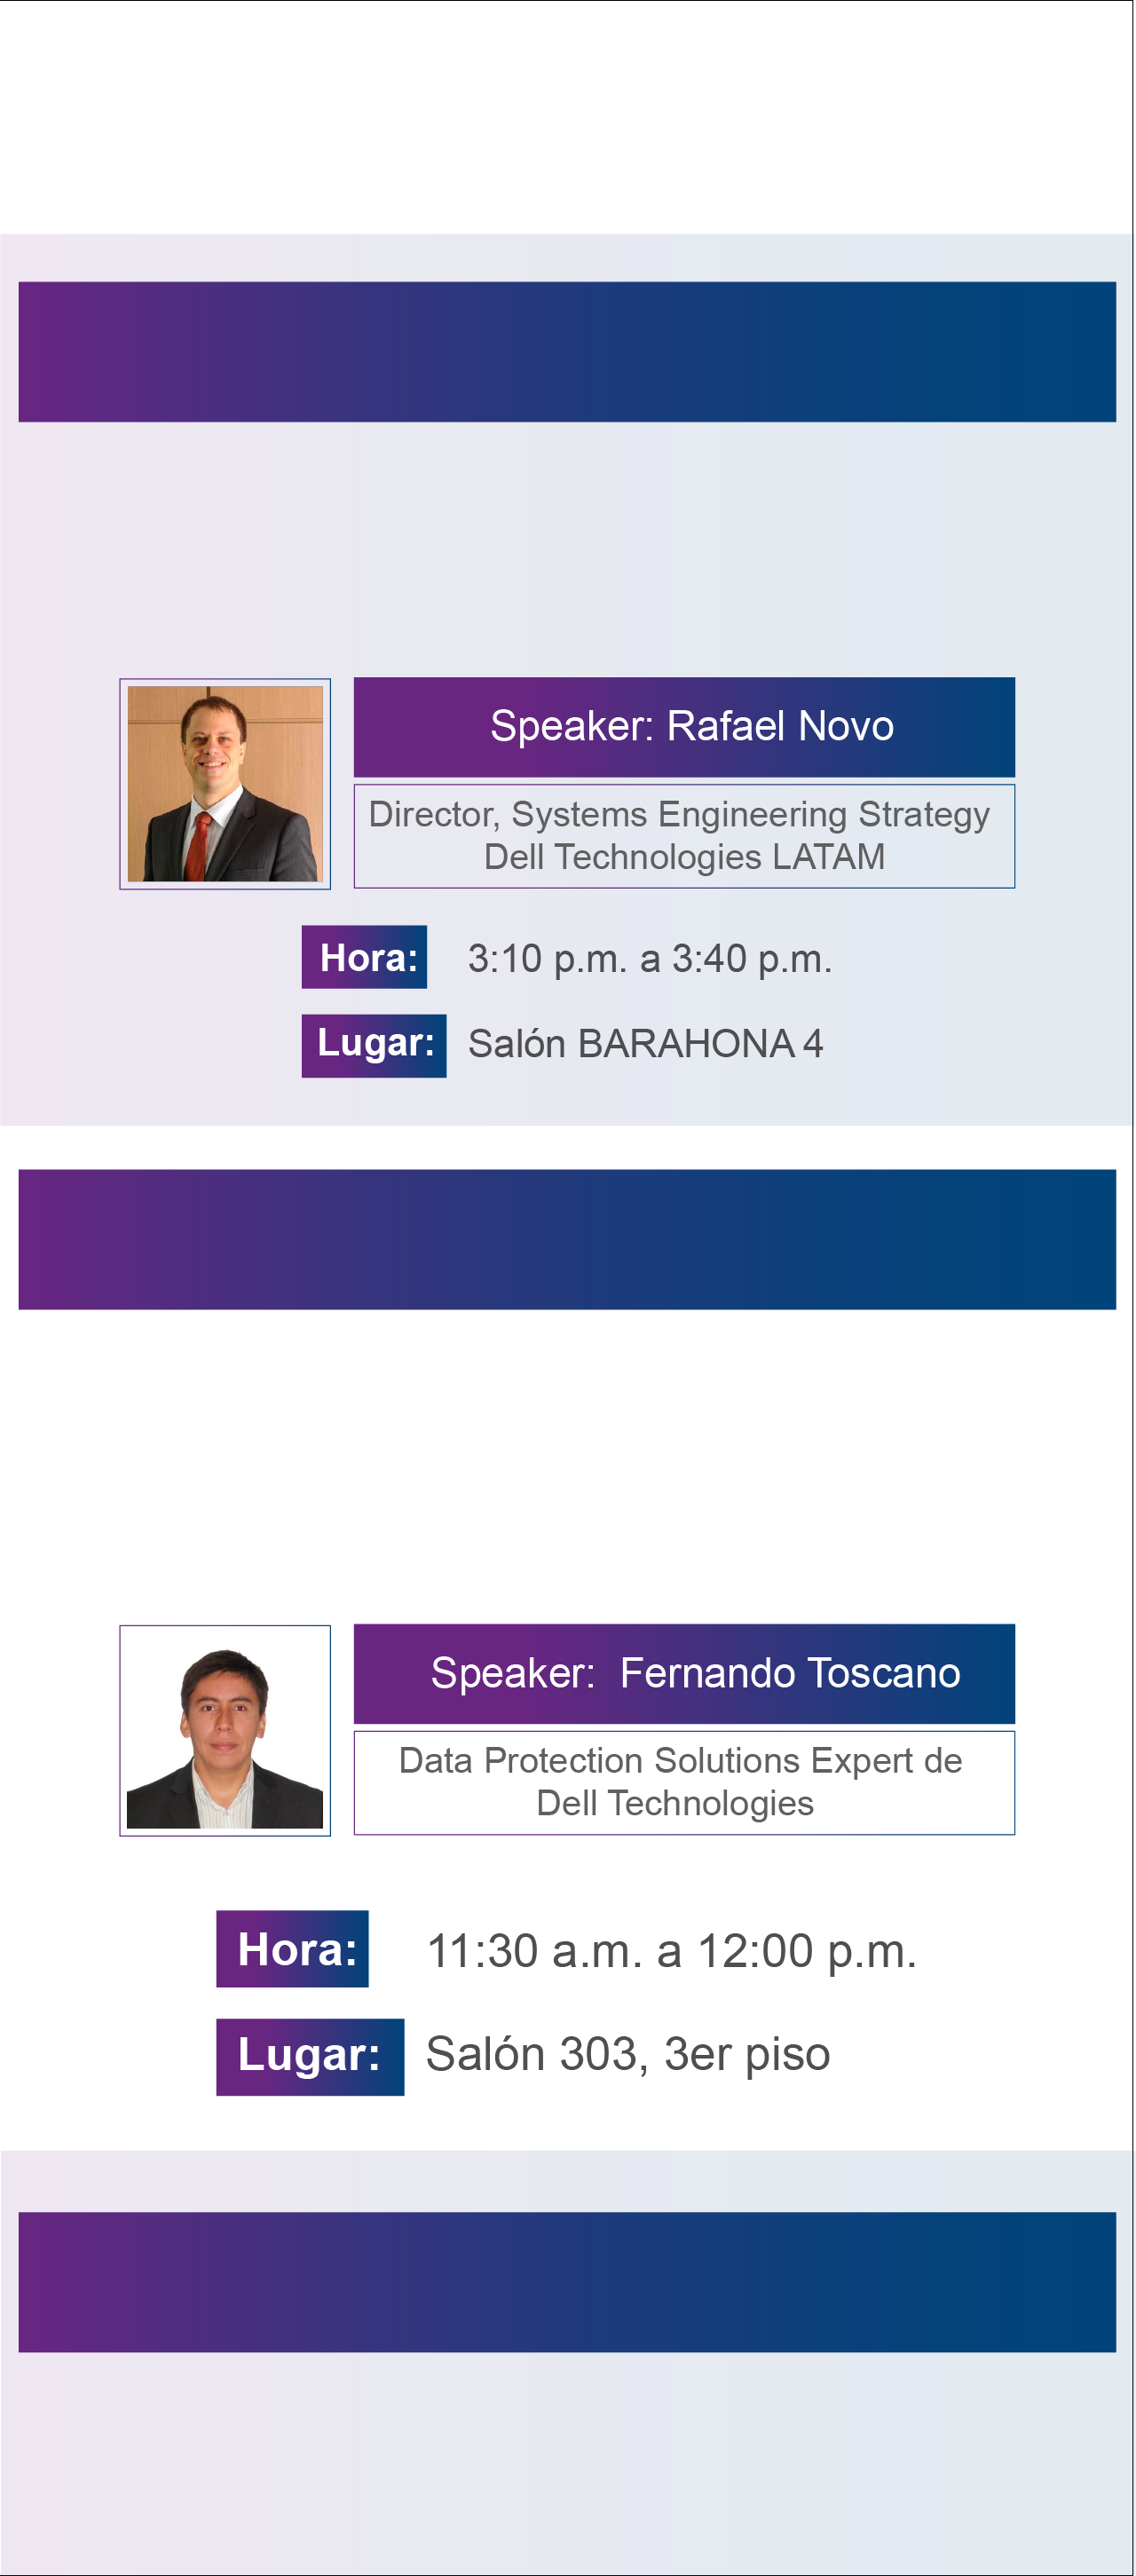 Speaker: Rafael Novo
Director, Systems Engineering Strategy
Dell Technologies LATAM
Hora: 3:10 p.m. a 3:40 p.m.
Lugar: Salón BARAHONA 4
Speaker: Fernando Toscano
Data Protection Solutions Expert de
Dell Technologies
Hora: 11:30 a.m. a 12:00 p.m.
Lugar: Salón 303, 3er piso